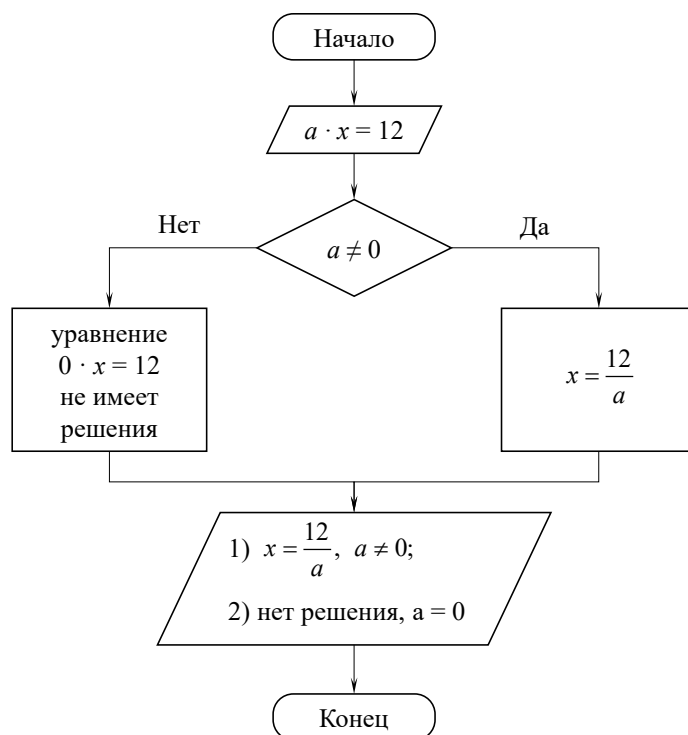 Начало
a · x = 12
Нет
Да
a ≠ 0
уравнение
0 · x = 12
не имеет
решения
x = 12/a
1) x = 12/a, a ≠ 0;
2) нет решения, a = 0
Конец